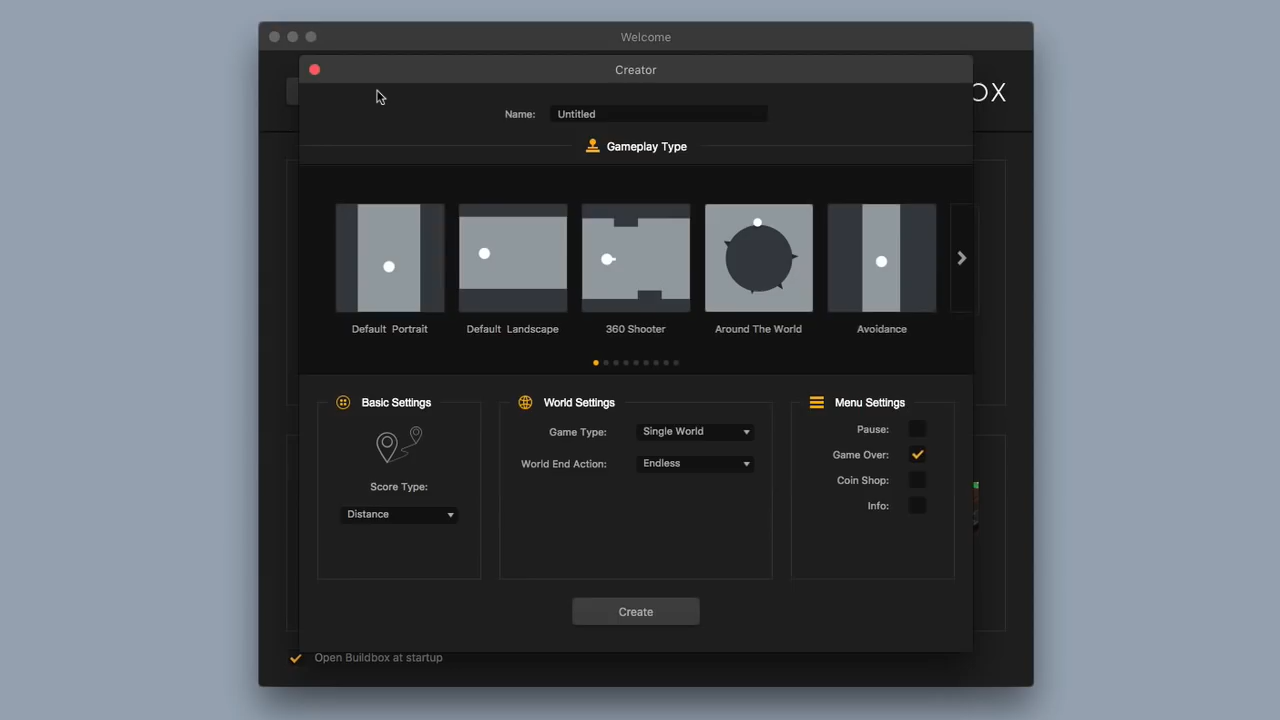 Welcome
Creator
OX
Name: Untitled
Gameplay Type
Default Portrait
Default Landscape
360 Shooter
Around The World
Avoidance
Basic Settings
Score Type:
Distance
World Settings
Game Type: Single World
World End Action: Endless
Menu Settings
Pause:
Game Over:
Coin Shop:
Info:
Create
Open Buildbox at startup